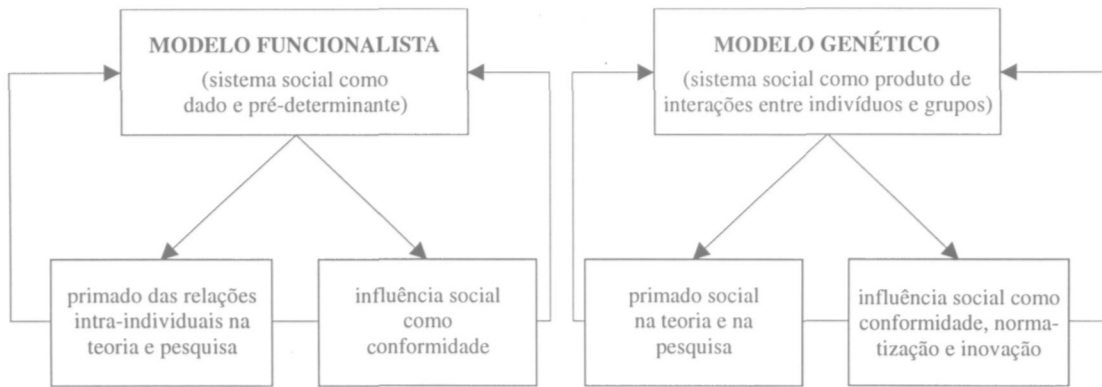 MODELO FUNCIONALISTA
(sistema social como
dado e pré-determinante)
primado das relações
intra-individuais na
teoria e pesquisa
influência social
como
conformidade
MODELO GENÉTICO
(sistema social como produto de
interações entre indivíduos e grupos)
primado social
na teoria e na
pesquisa
influência social como
conformidade, norma-
tização e inovação